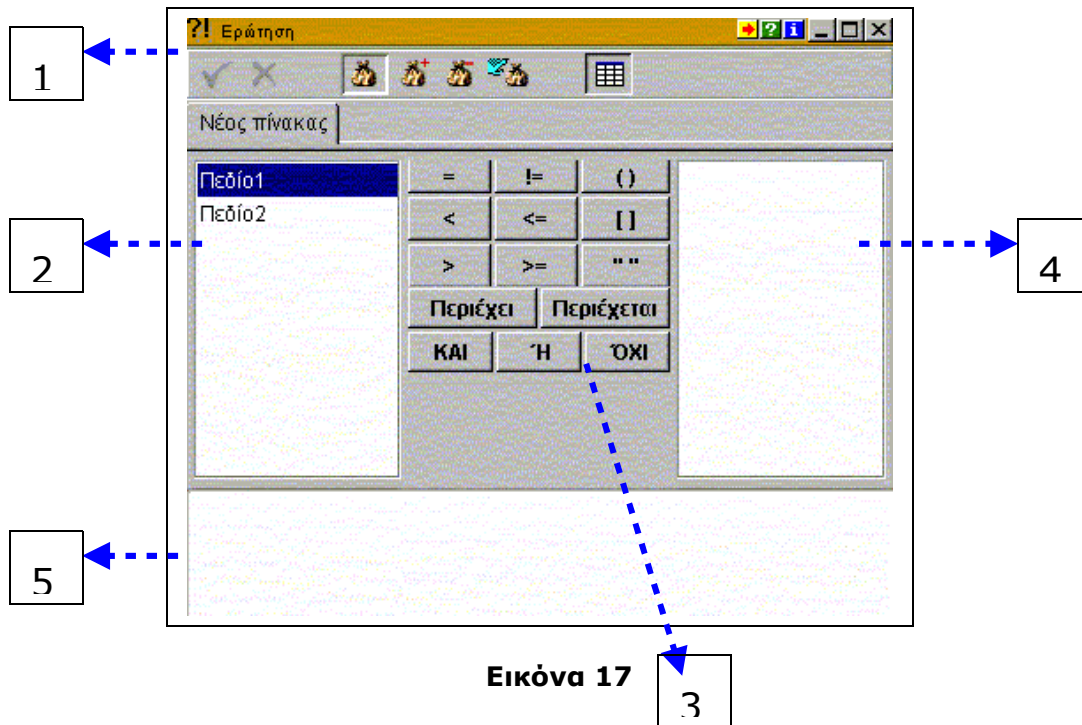 ?! Ερώτηση
1
Νέος πίνακας
Πεδίο1
Πεδίο2
= != ()
< <= []
> >= " "
Περιέχει Περιέχεται
ΚΑΙ Ή ΌΧΙ
2
4
5
Εικόνα 17
3